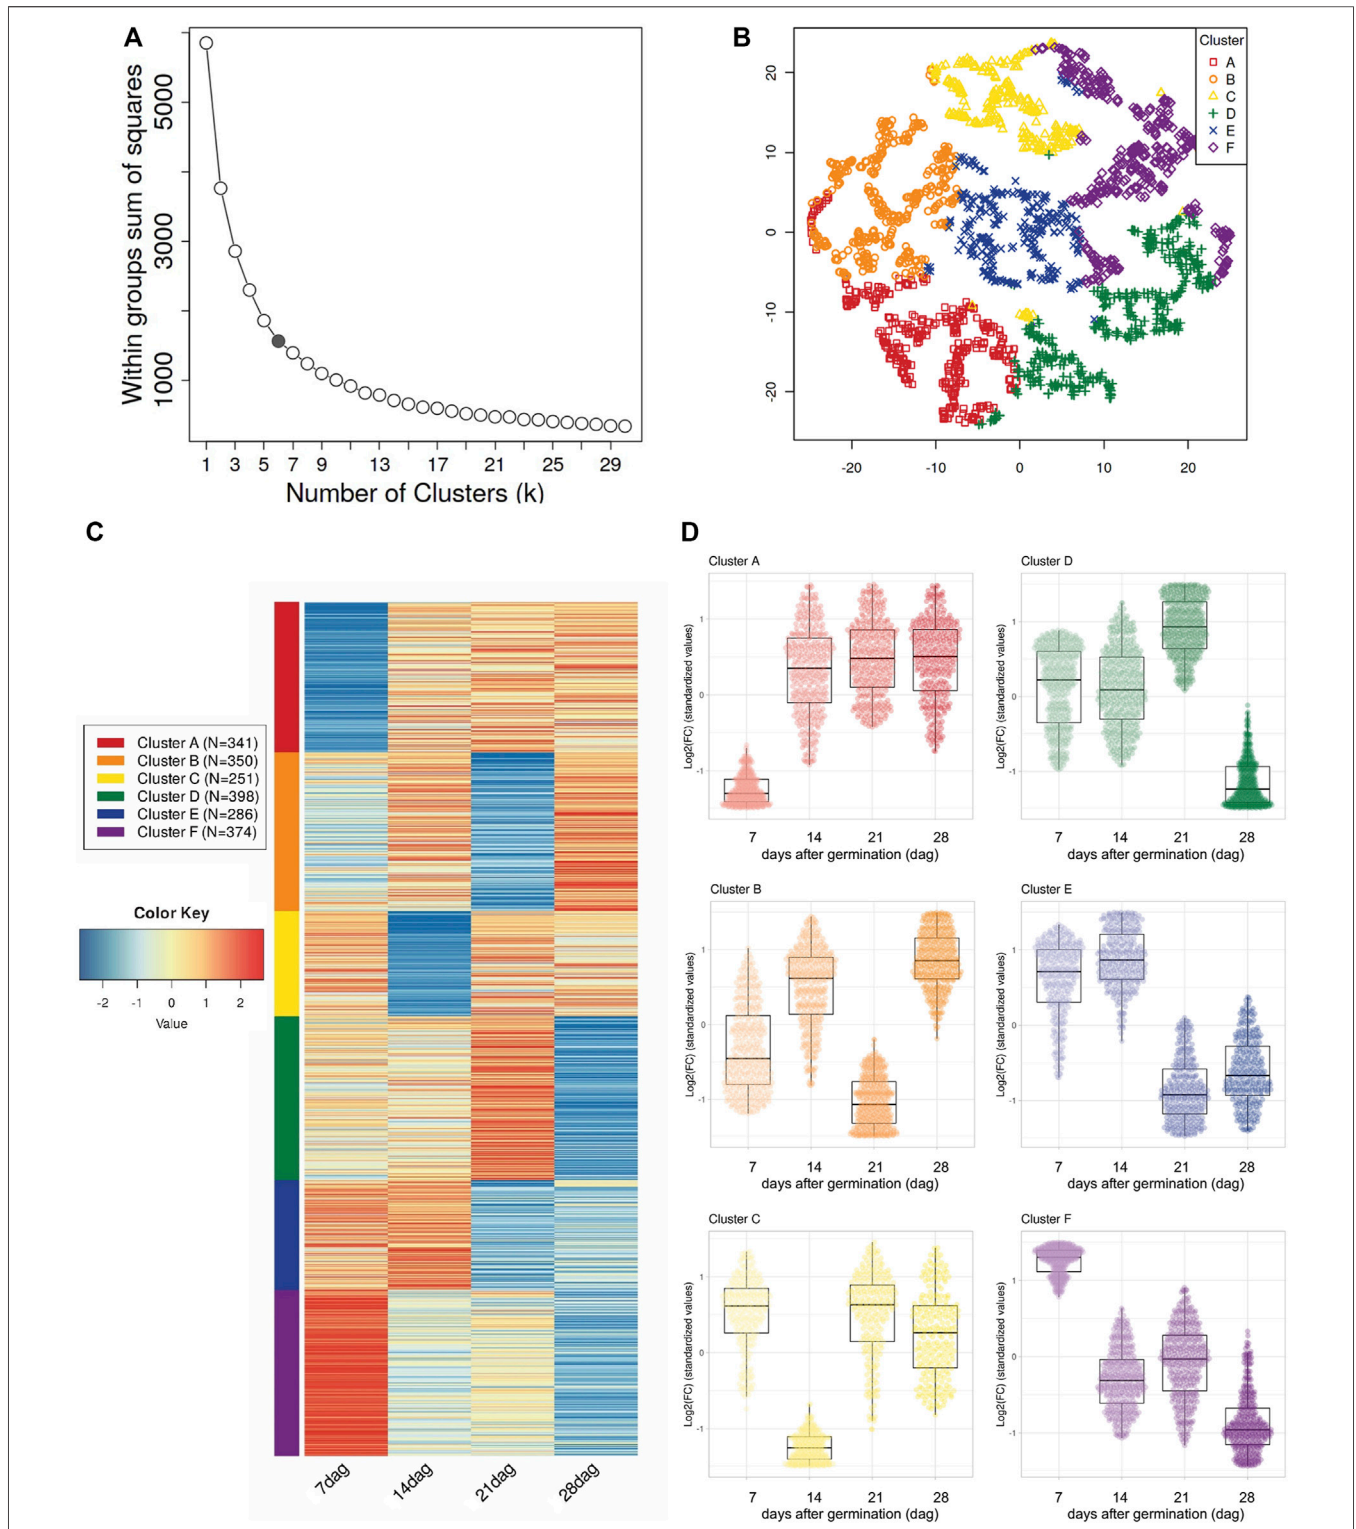 A
Within groups sum of squares
5000
3000
1000
1 3 5 7 9 13 17 21 25 29
Number of Clusters (k)
B
20
10
0
-10
-20
-20 -10 0 10 20
Cluster
A
B
C
D
E
F
C
Cluster A (N=341)
Cluster B (N=350)
Cluster C (N=251)
Cluster D (N=398)
Cluster E (N=286)
Cluster F (N=374)
Color Key
-2 -1 0 1 2
Value
7dag 14dag 21dag 28dag
D
Cluster A
Log2(FC) (standardized values)
1
0
-1
7 14 21 28
days after germination (dag)
Cluster D
Log2(FC) (standardized values)
1
0
-1
7 14 21 28
days after germination (dag)
Cluster B
Log2(FC) (standardized values)
1
0
-1
7 14 21 28
days after germination (dag)
Cluster E
Log2(FC) (standardized values)
1
0
-1
7 14 21 28
days after germination (dag)
Cluster C
Log2(FC) (standardized values)
1
0
-1
7 14 21 28
days after germination (dag)
Cluster F
Log2(FC) (standardized values)
1
0
-1
7 14 21 28
days after germination (dag)